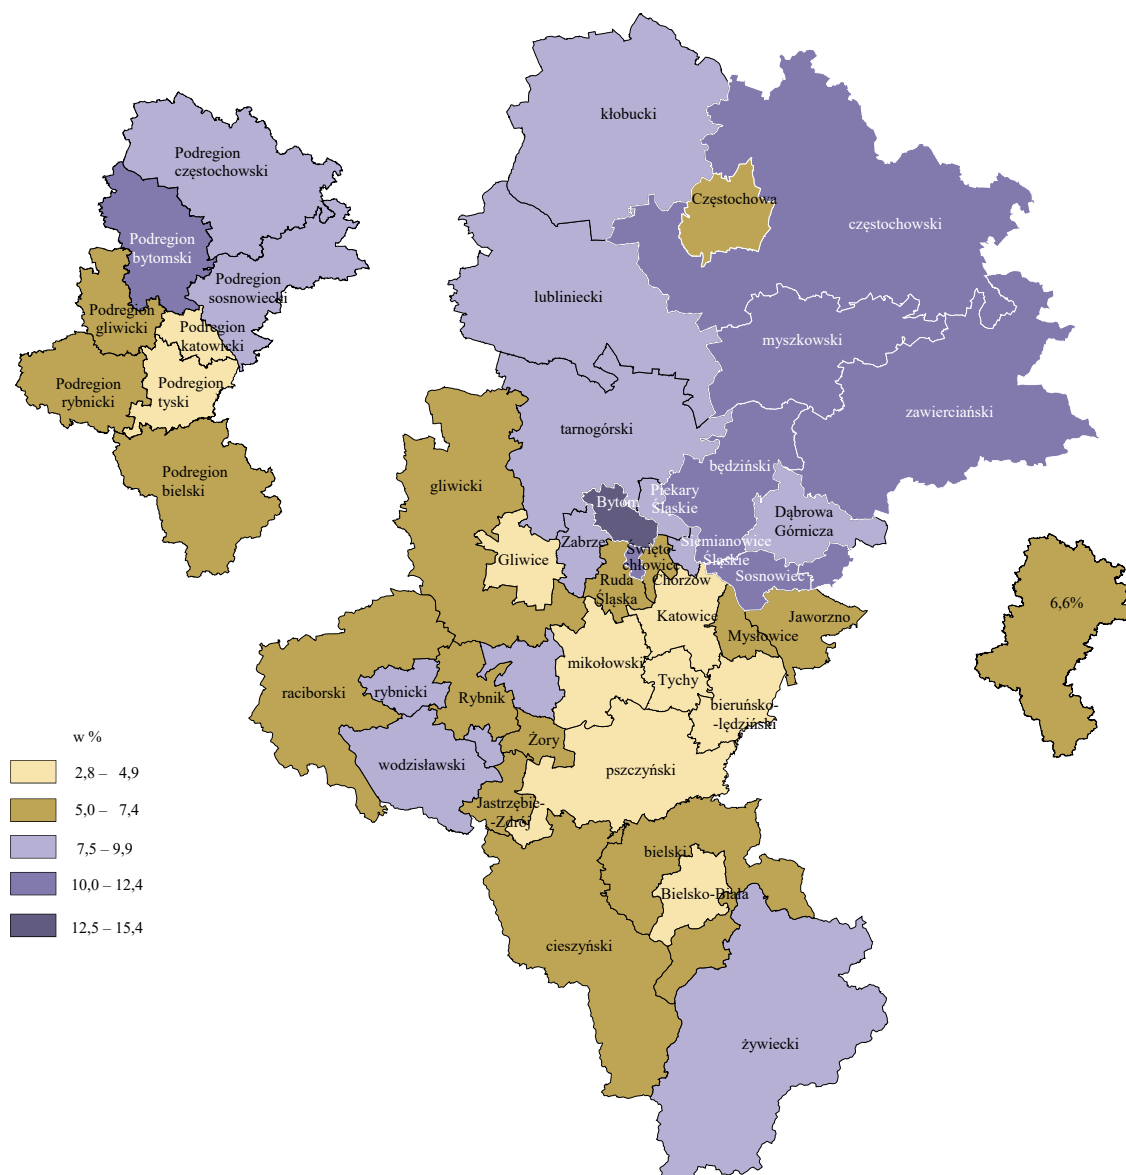 kłobucki
Częstochowa
częstochowski
lubliniecki
myszkowski
zawierciański
tarnogórski
będziński
gliwicki
Bytom
Piekary
Śląskie
Dąbrowa
Górnicza
Gliwice
Zabrze
Święto-
chłowice
Siemianowice
Śląskie
Chorzów
Sosnowiec
Ruda
Śląska
Katowice
Mysłowice
Jaworzno
mikołowski
Tychy
bieruńsko-
-lędziński
raciborski
rybnicki
Rybnik
Żory
wodzisławski
pszczyński
Jastrzębie-
-Zdrój
bielski
Bielsko-Biała
cieszyński
żywiecki
Podregion
częstochowski
Podregion
bytomski
Podregion
sosnowiecki
Podregion
gliwicki
Podregion
katowicki
Podregion
rybnicki
Podregion
tyski
Podregion
bielski
6,6%
w %
2,8 – 4,9
5,0 – 7,4
7,5 – 9,9
10,0 – 12,4
12,5 – 15,4